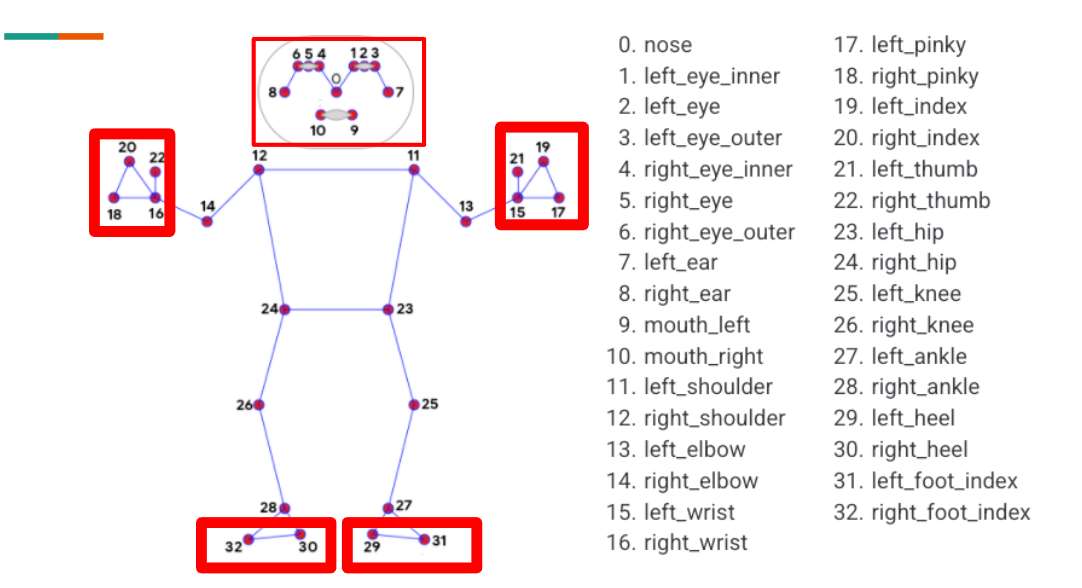 6 5 4 1 2 3
0
8 7
10 9
20 22 12 11 21 19
18 16 14 13 15 17
24 23
26 25
28 27
32 30 29 31
0. nose
1. left_eye_inner
2. left_eye
3. left_eye_outer
4. right_eye_inner
5. right_eye
6. right_eye_outer
7. left_ear
8. right_ear
9. mouth_left
10. mouth_right
11. left_shoulder
12. right_shoulder
13. left_elbow
14. right_elbow
15. left_wrist
16. right_wrist
17. left_pinky
18. right_pinky
19. left_index
20. right_index
21. left_thumb
22. right_thumb
23. left_hip
24. right_hip
25. left_knee
26. right_knee
27. left_ankle
28. right_ankle
29. left_heel
30. right_heel
31. left_foot_index
32. right_foot_index